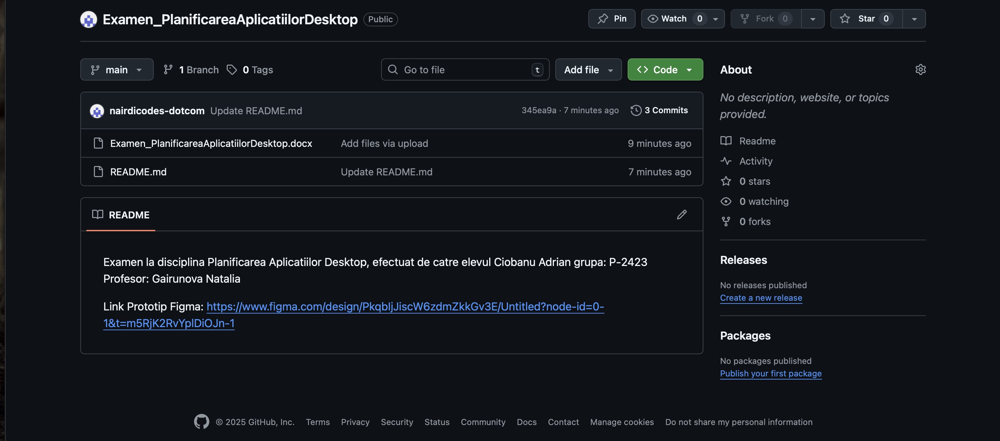 Examen_PlanificareaAplicatiilorDesktop Public
Pin
Watch 0
Fork 0
Star 0
main
1 Branch
0 Tags
Go to file t
Add file
Code
nairdicodes-dotcom Update README.md 345ea9a · 7 minutes ago 3 Commits
Examen_PlanificareaAplicatiilorDesktop.docx Add files via upload 9 minutes ago
README.md Update README.md 7 minutes ago
README
Examen la disciplina Planificarea Aplicatiilor Desktop, efectuat de catre elevul Ciobanu Adrian grupa: P-2423
Profesor: Gairunova Natalia
Link Prototip Figma: https://www.figma.com/design/PkqbIjJiscW6zdmZkkGv3E/Untitled?node-id=0-
1&t=m5RjK2RvYplDiOJn-1
About
No description, website, or topics
provided.
Readme
Activity
0 stars
0 watching
0 forks
Releases
No releases published
Create a new release
Packages
No packages published
Publish your first package
© 2025 GitHub, Inc. Terms Privacy Security Status Community Docs Contact Manage cookies Do not share my personal information